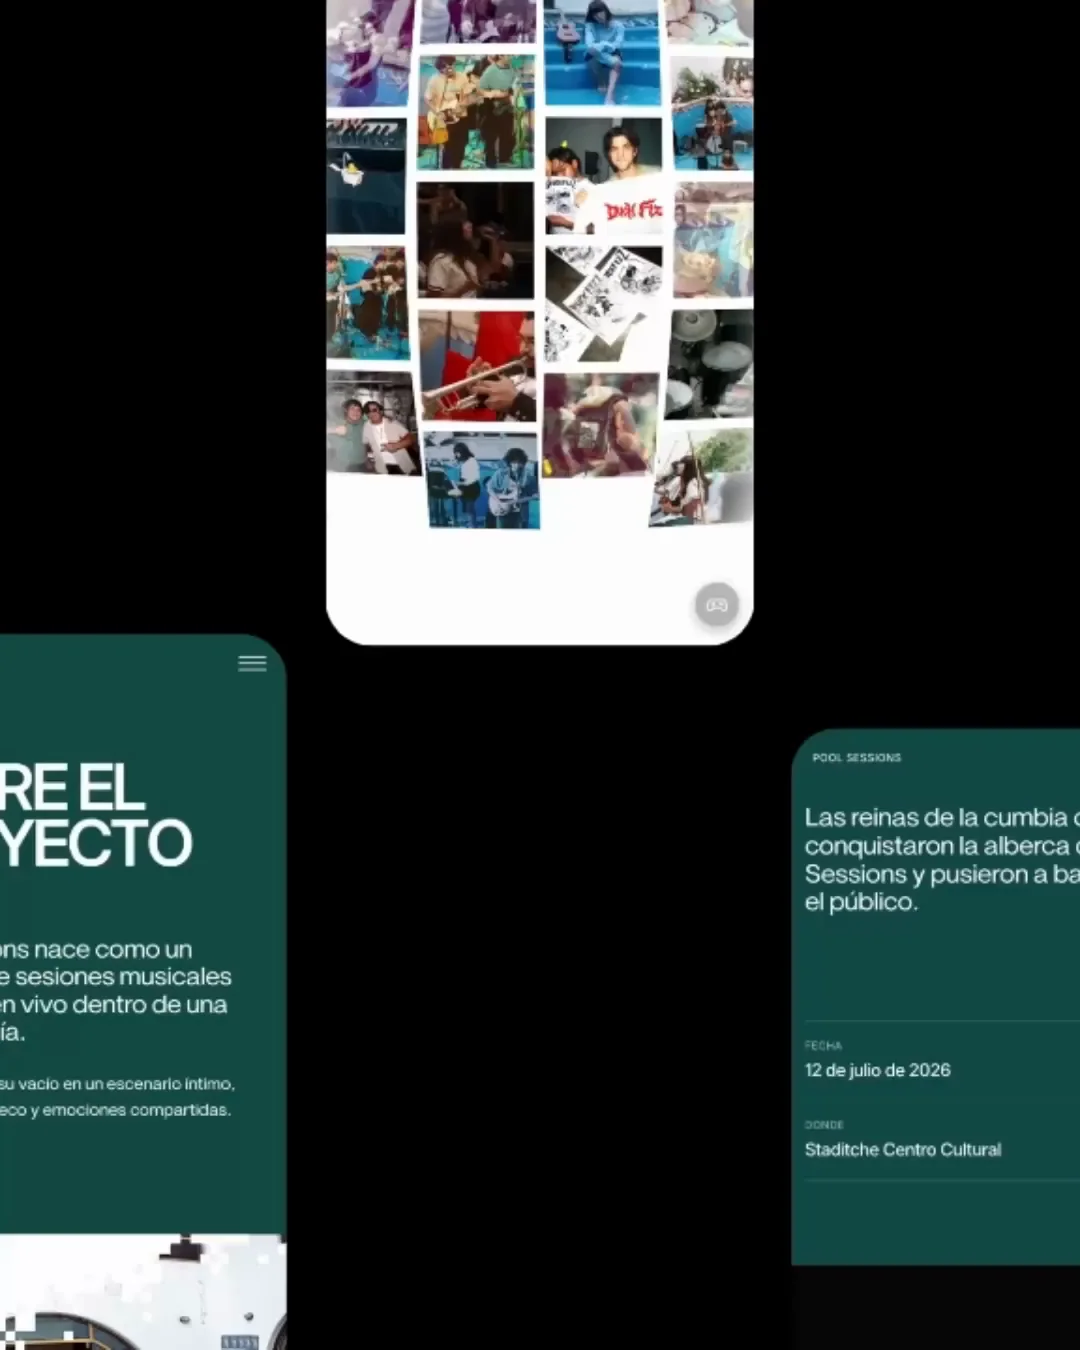 RE EL
YECTO
ons nace como un
e sesiones musicales
en vivo dentro de una
ía.
su vacío en un escenario íntimo,
eco y emociones compartidas.
POOL SESSIONS
Las reinas de la cumbia
conquistaron la alberca
Sessions y pusieron a ba
el público.
FECHA
12 de julio de 2026
DONDE
Staditche Centro Cultural